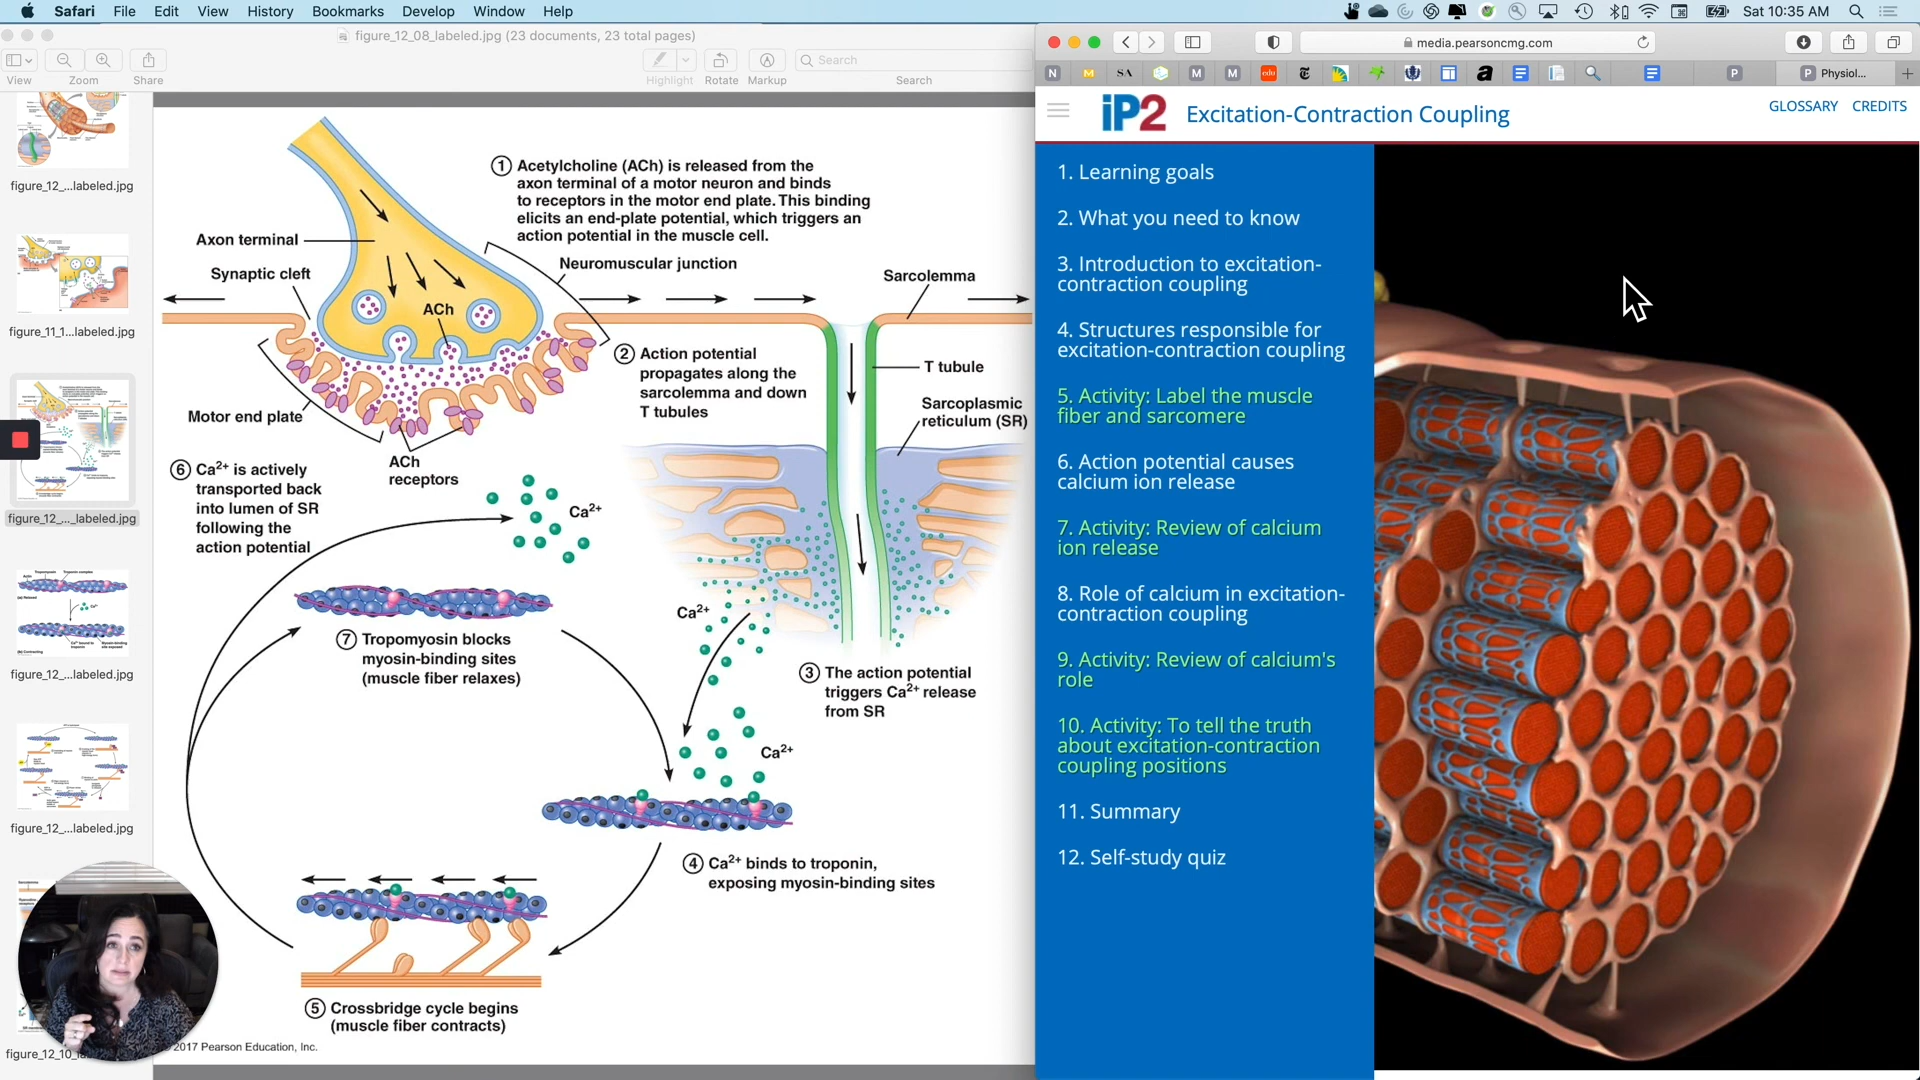 Safari File Edit View History Bookmarks Develop Window Help
Sat 10:35 AM
figure_12_08_labeled.jpg (23 documents, 23 total pages)
Search
View Zoom Share Highlight Rotate Markup Search
figure_12_...labeled.jpg
figure_11_1...labeled.jpg
figure_12_..._labeled.jpg
figure_12_...labeled.jpg
figure_12_...labeled.jpg
figure_12_10_
1 Acetylcholine (ACh) is released from the
axon terminal of a motor neuron and binds
to receptors in the motor end plate. This binding
elicits an end-plate potential, which triggers an
action potential in the muscle cell.
Axon terminal
Synaptic cleft
Neuromuscular junction
Sarcolemma
ACh
2 Action potential
propagates along the
sarcolemma and down
T tubules
T tubule
Sarcoplasmic
reticulum (SR)
Motor end plate
ACh
receptors
6 Ca2+ is actively
transported back
into lumen of SR
following the
action potential
Ca2+
Ca2+
7 Tropomyosin blocks
myosin-binding sites
(muscle fiber relaxes)
3 The action potential
triggers Ca2+ release
from SR
Ca2+
4 Ca2+ binds to troponin,
exposing myosin-binding sites
5 Crossbridge cycle begins
(muscle fiber contracts)
2017 Pearson Education, Inc.
media.pearsoncmg.com
N M SA M M edu a P P Physiol...
iP2 Excitation-Contraction Coupling
GLOSSARY CREDITS
1. Learning goals
2. What you need to know
3. Introduction to excitation-
contraction coupling
4. Structures responsible for
excitation-contraction coupling
5. Activity: Label the muscle
fiber and sarcomere
6. Action potential causes
calcium ion release
7. Activity: Review of calcium
ion release
8. Role of calcium in excitation-
contraction coupling
9. Activity: Review of calcium's
role
10. Activity: To tell the truth
about excitation-contraction
coupling positions
11. Summary
12. Self-study quiz